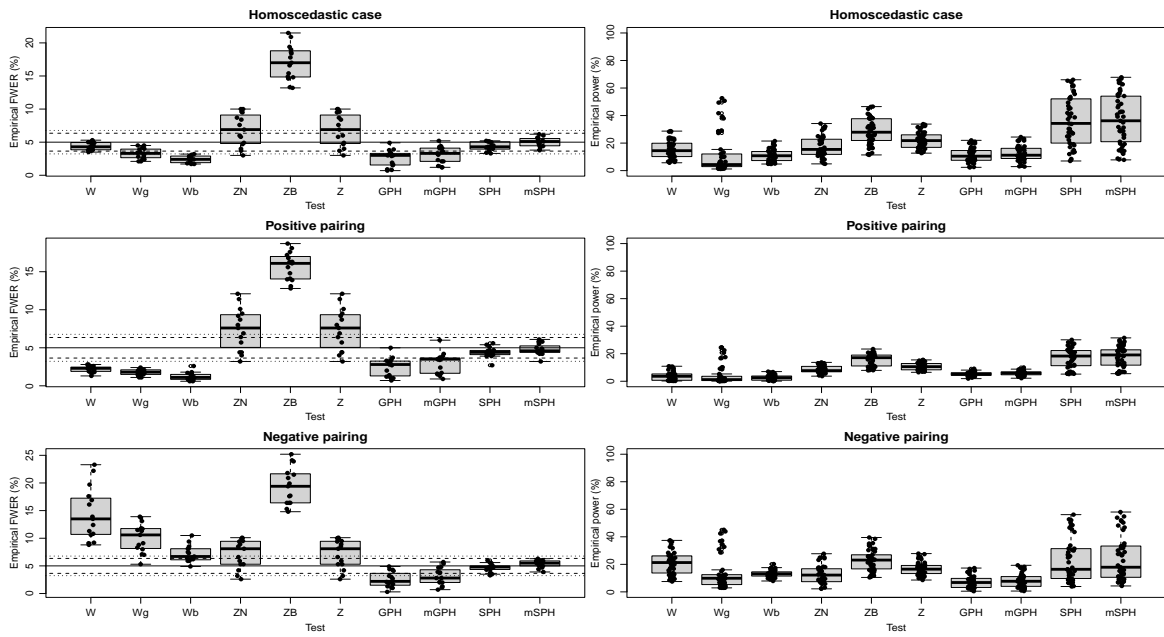 Homoscedastic case
Empirical FWER (%)
0 5 10 15 20
W Wg Wb ZN ZB Z GPH mGPH SPH mSPH
Test
Homoscedastic case
Empirical power (%)
0 20 40 60 80 100
W Wg Wb ZN ZB Z GPH mGPH SPH mSPH
Test
Positive pairing
Empirical FWER (%)
0 5 10 15
W Wg Wb ZN ZB Z GPH mGPH SPH mSPH
Test
Positive pairing
Empirical power (%)
0 20 40 60 80 100
W Wg Wb ZN ZB Z GPH mGPH SPH mSPH
Test
Negative pairing
Empirical FWER (%)
0 5 10 15 20 25
W Wg Wb ZN ZB Z GPH mGPH SPH mSPH
Test
Negative pairing
Empirical power (%)
0 20 40 60 80 100
W Wg Wb ZN ZB Z GPH mGPH SPH mSPH
Test